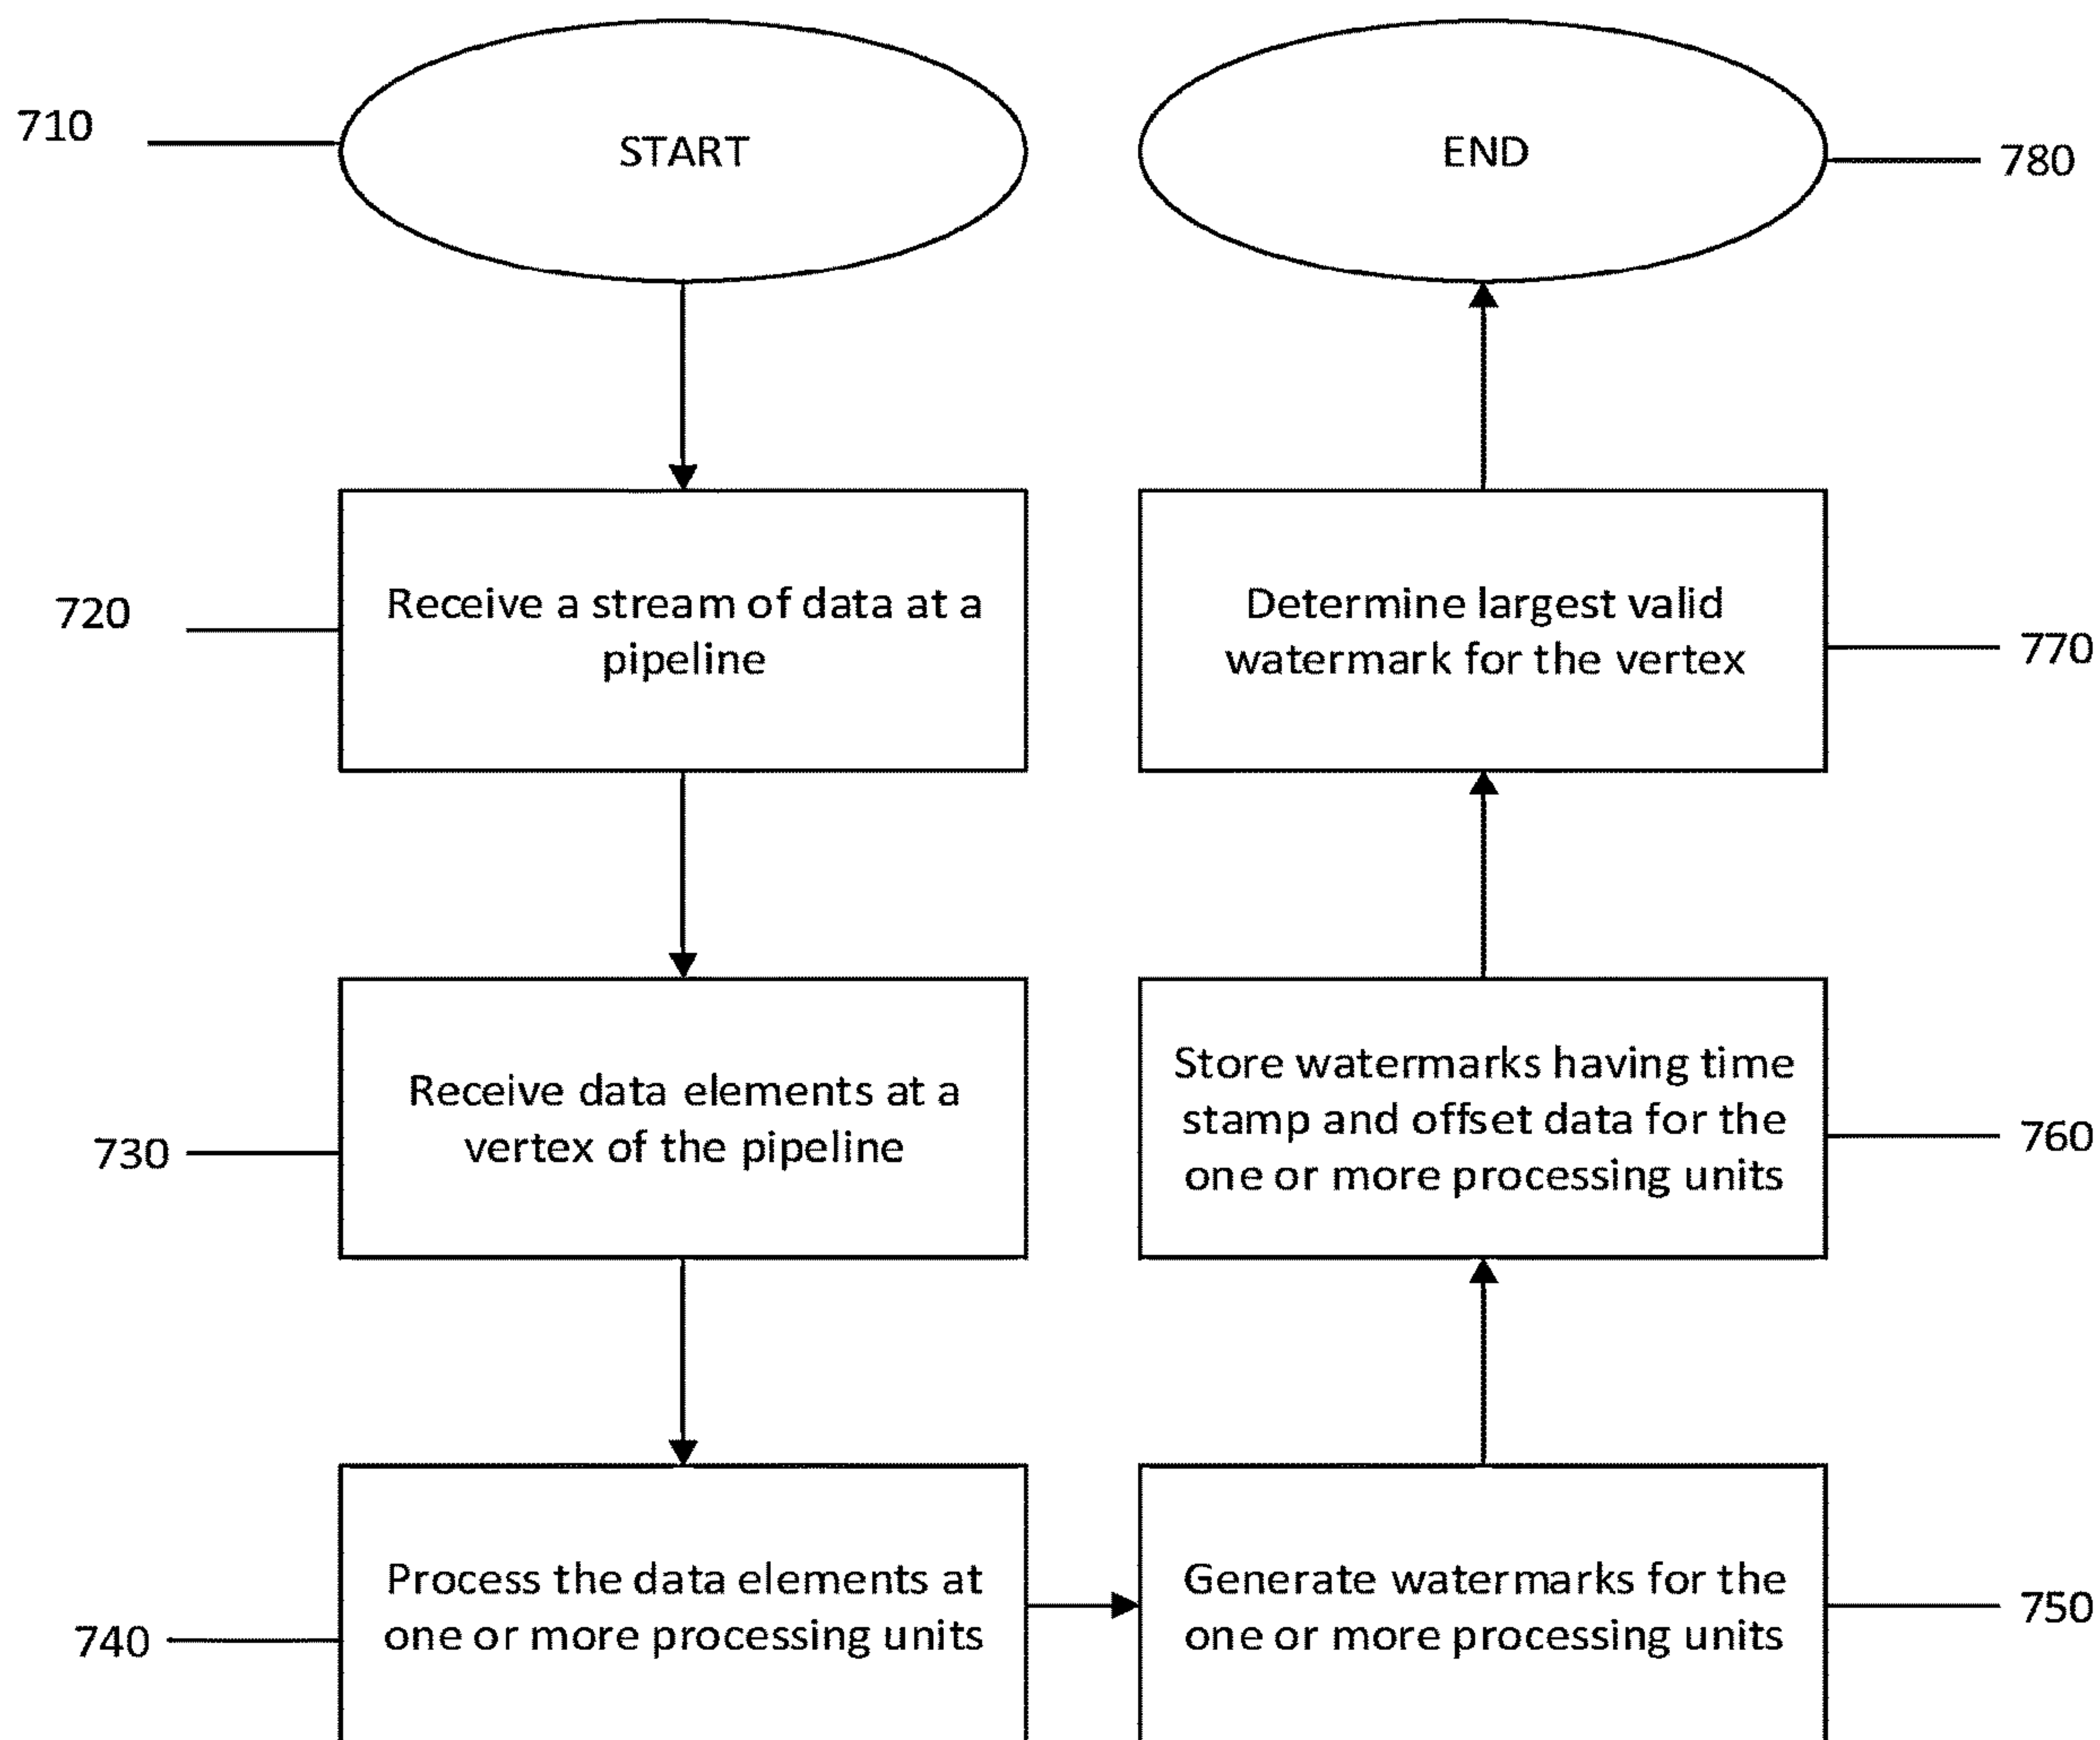 710
START
720
Receive a stream of data at a
pipeline
730
Receive data elements at a
vertex of the pipeline
740
Process the data elements at
one or more processing units
Generate watermarks for the
one or more processing units
750
Store watermarks having time
stamp and offset data for the
one or more processing units
760
Determine largest valid
watermark for the vertex
770
END
780